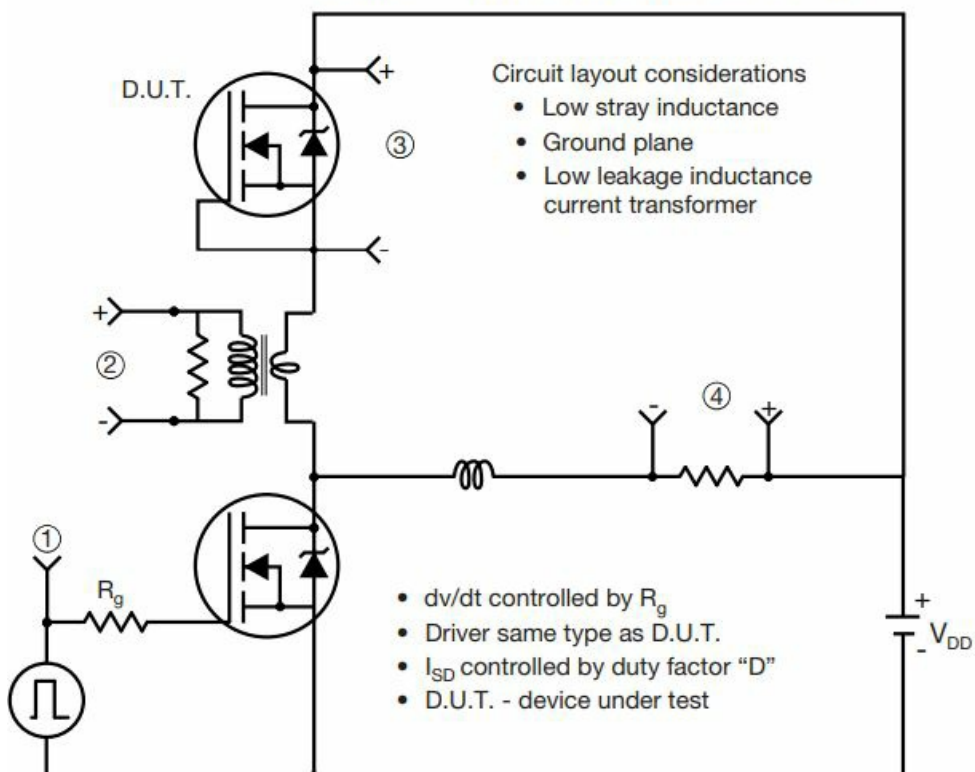 D.U.T.
+
③
-
Circuit layout considerations
• Low stray inductance
• Ground plane
• Low leakage inductance
current transformer
+
②
-
-
④
+
①
Rg
• dv/dt controlled by Rg
• Driver same type as D.U.T.
• ISD controlled by duty factor “D”
• D.U.T. - device under test
+
VDD
-